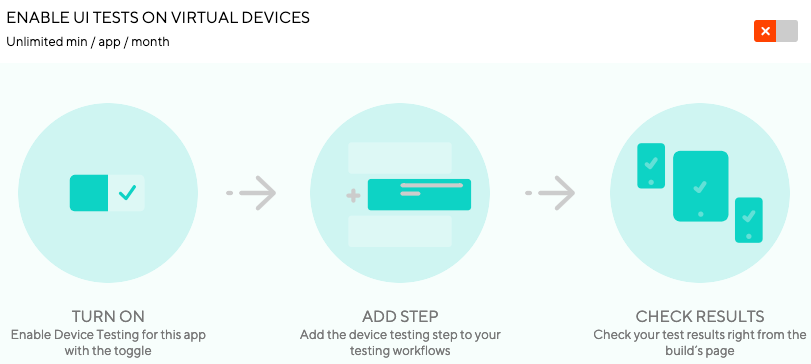 ENABLE UI TESTS ON VIRTUAL DEVICES
Unlimited min / app / month
TURN ON
Enable Device Testing for this app
with the toggle
ADD STEP
Add the device testing step to your
testing workflows
CHECK RESULTS
Check your test results right from the
build's page